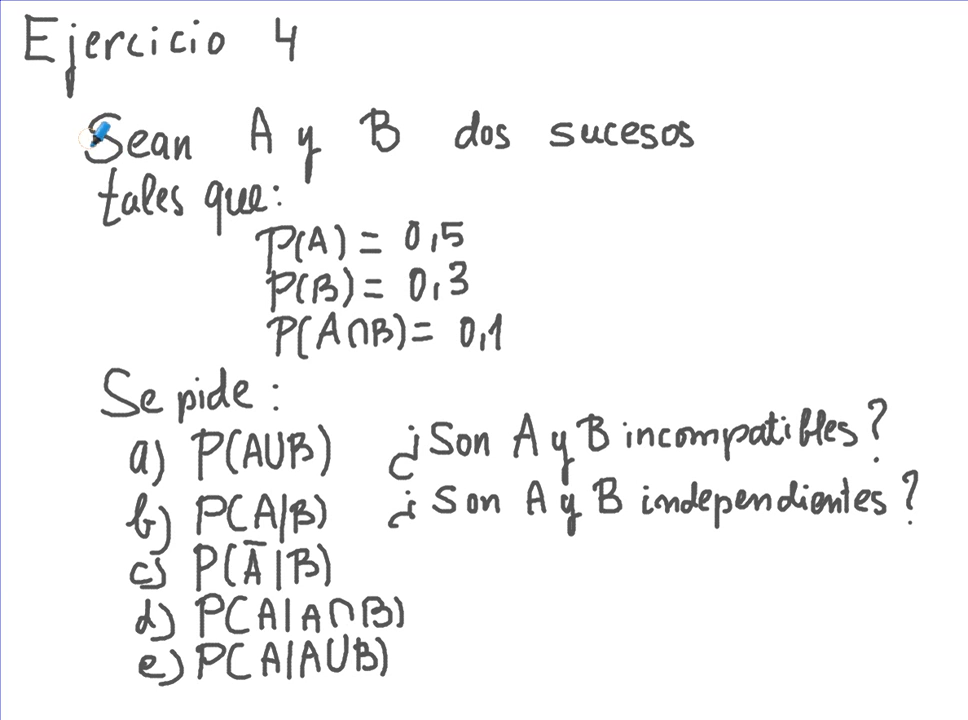 Ejercicio 4
Sean A y B dos sucesos
tales que:
P(A) = 0,5
P(B) = 0,3
P(A∩B) = 0,1
Se pide:
a) P(A∪B) ¿Son A y B incompatibles?
b) P(A|B) ¿Son A y B independientes?
c) P(Ā|B)
d) P(A|A∩B)
e) P(A|A∪B)